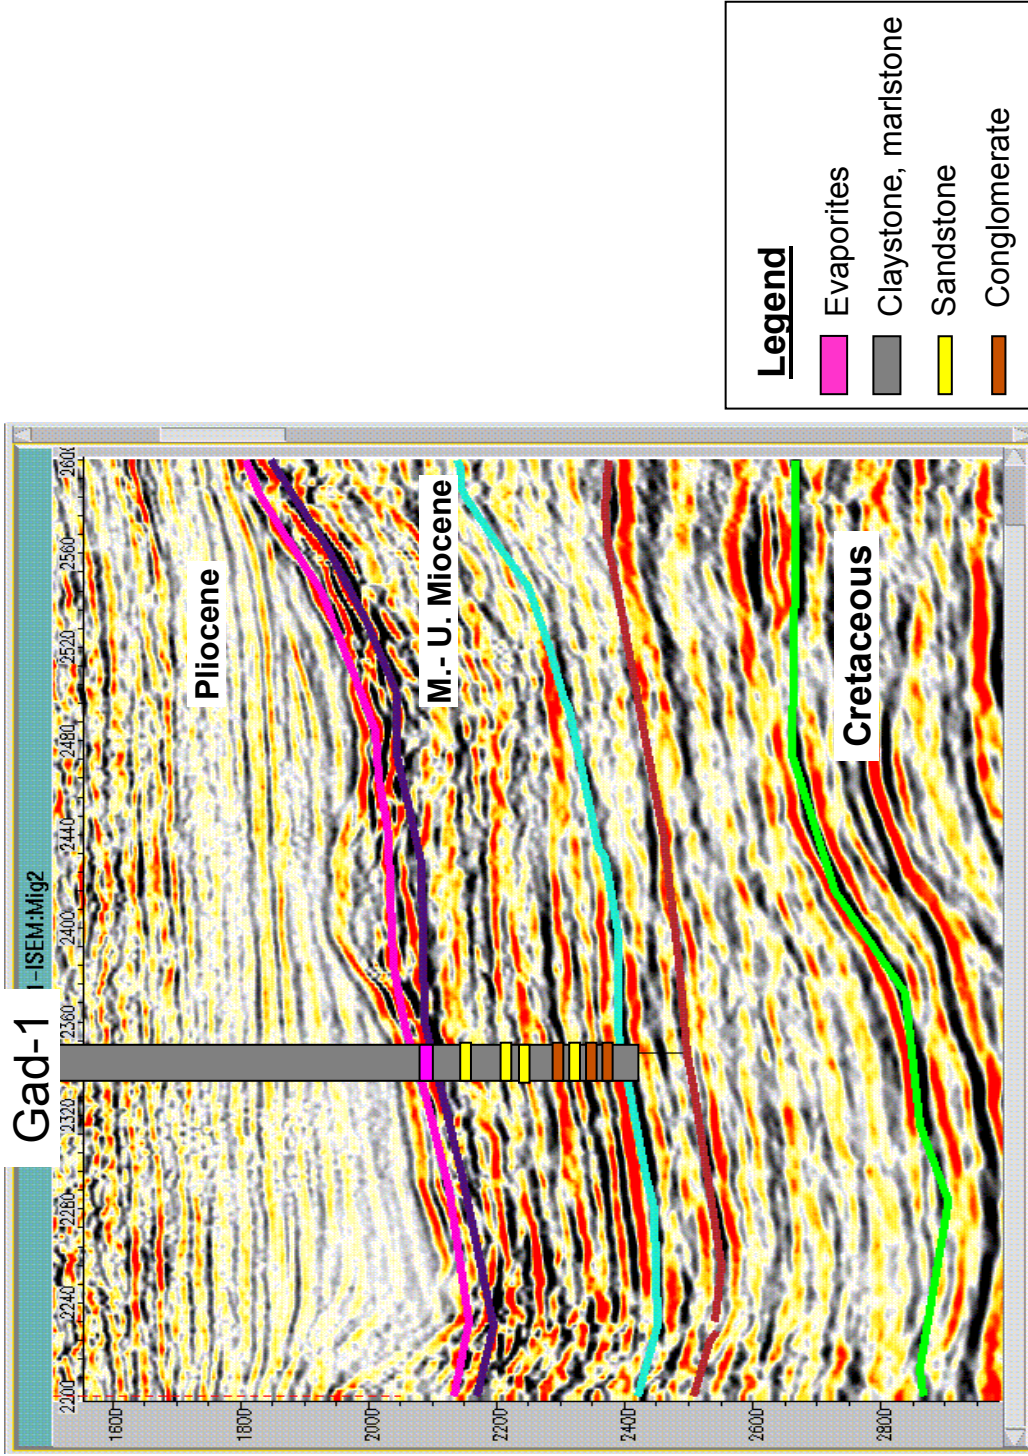 Gad-1
1-ISEM:Mig2
2200 2240 2280 2320 2360 2400 2440 2480 2520 2560 2600
1600
1800
2000
2200
2400
2600
2800
Pliocene
M.- U. Miocene
Cretaceous
Legend
Evaporites
Claystone, marlstone
Sandstone
Conglomerate